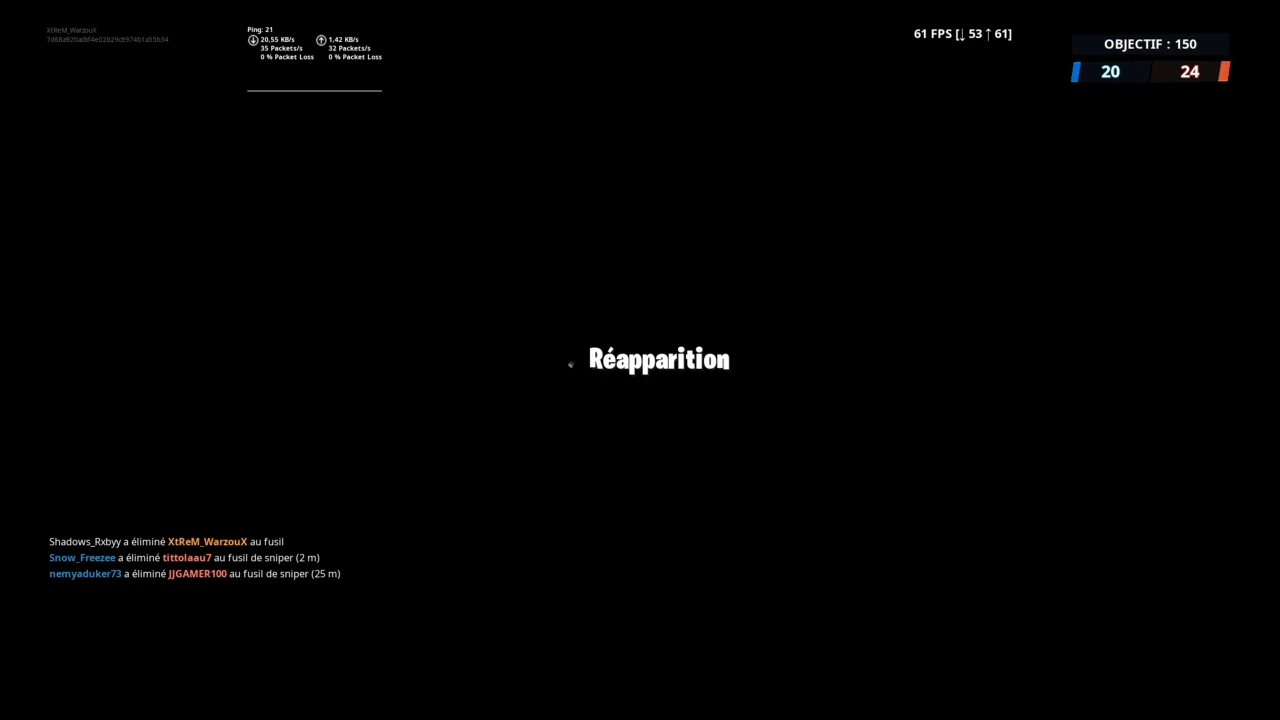 XtReM_WarzouX
Ping: 21
20,55 KB/s 1,42 KB/s
35 Packets/s 32 Packets/s
0 % Packet Loss 0 % Packet Loss
61 FPS [↓ 53 ↑ 61]
OBJECTIF : 150
20 24
Réapparition
Shadows_Rxbyy a éliminé XtReM_WarzouX au fusil
Snow_Freezee a éliminé tittolaau7 au fusil de sniper (2 m)
nemyaduker73 a éliminé JJGAMER100 au fusil de sniper (25 m)